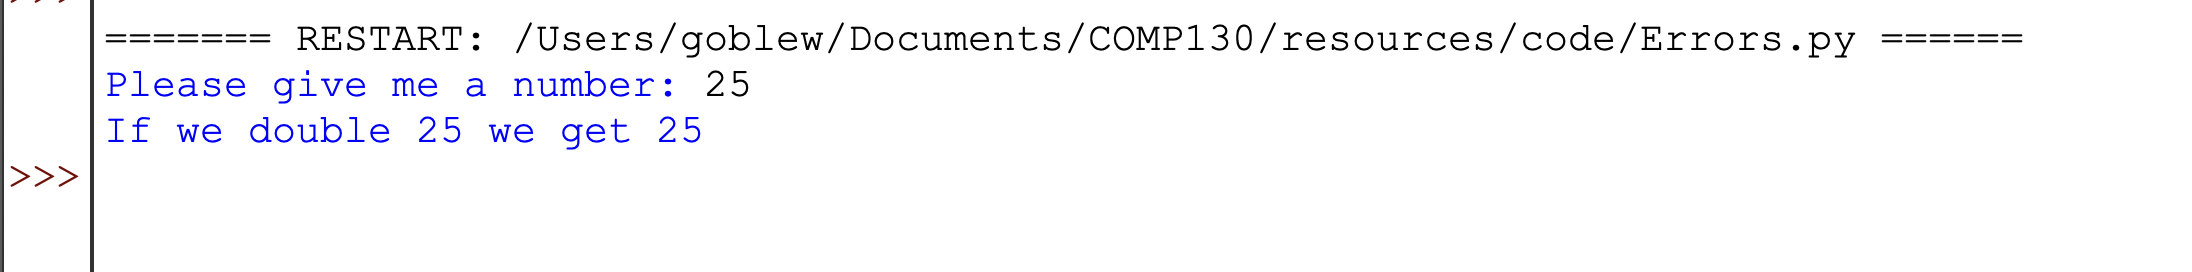 ======= RESTART: /Users/goblew/Documents/COMP130/resources/code/Errors.py ======
Please give me a number: 25
If we double 25 we get 25
>>>